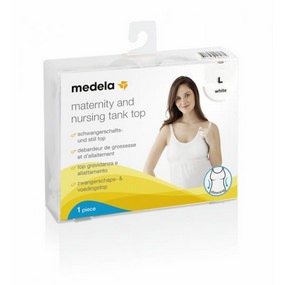 medela
maternity and
nursing tank top
schwangerschafts-
und still top
débardeur de grossesse
et d'allaitement
top gravidanza e
allattamento
zwangerschaps- &
voedingstop
1 piece
L
white